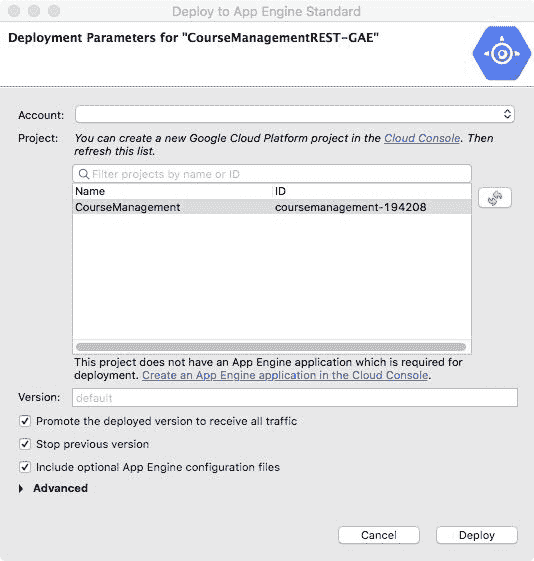 Deploy to App Engine Standard
Deployment Parameters for "CourseManagementREST-GAE"
Account:
Project: You can create a new Google Cloud Platform project in the Cloud Console. Then
refresh this list.
Filter projects by name or ID
Name ID
CourseManagement coursemanagement-194208
This project does not have an App Engine application which is required for
deployment. Create an App Engine application in the Cloud Console.
Version: default
Promote the deployed version to receive all traffic
Stop previous version
Include optional App Engine configuration files
Advanced
Cancel Deploy